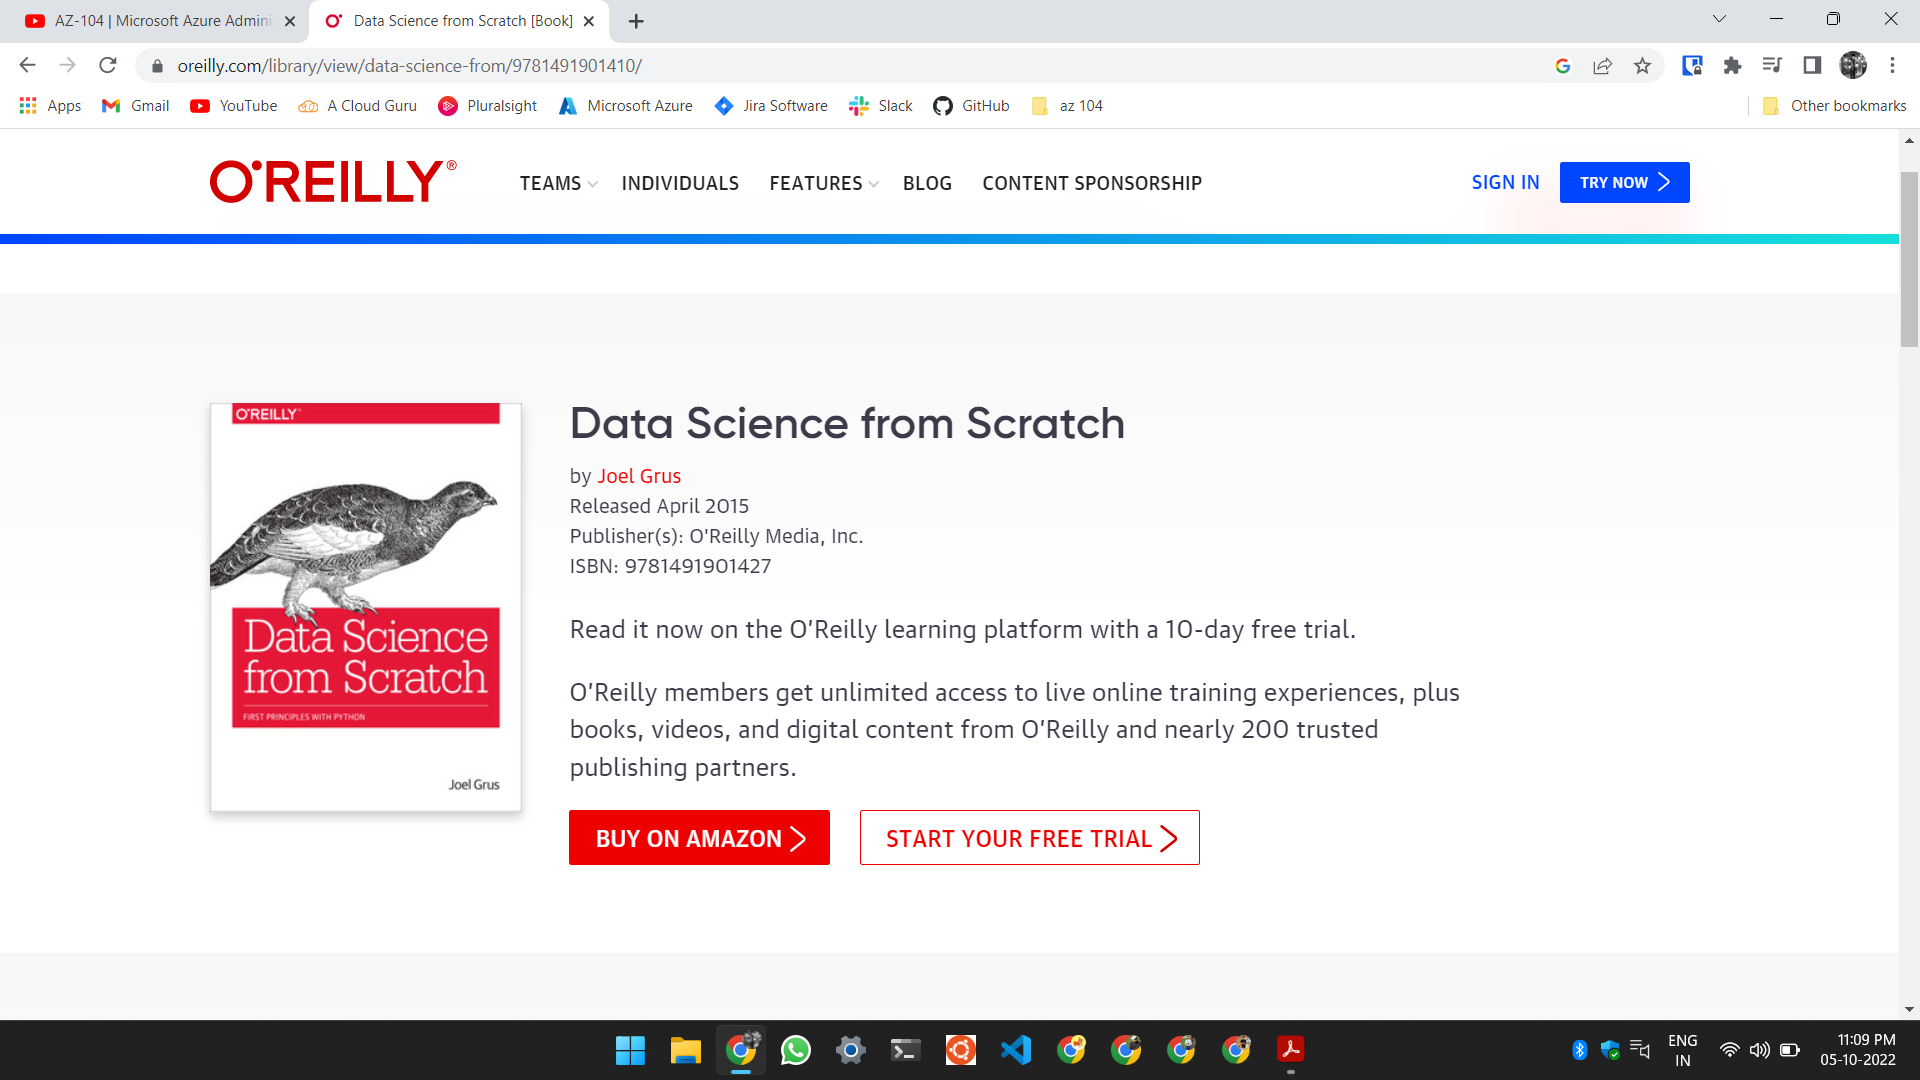 AZ-104 | Microsoft Azure Admini
Data Science from Scratch [Book]
oreilly.com/library/view/data-science-from/9781491901410/
Apps
Gmail
YouTube
A Cloud Guru
Pluralsight
Microsoft Azure
Jira Software
Slack
GitHub
az 104
Other bookmarks
O'REILLY®
TEAMS
INDIVIDUALS
FEATURES
BLOG
CONTENT SPONSORSHIP
SIGN IN
TRY NOW
O'REILLY™
Data Science
from Scratch
FIRST PRINCIPLES WITH PYTHON
Joel Grus
Data Science from Scratch
by Joel Grus
Released April 2015
Publisher(s): O'Reilly Media, Inc.
ISBN: 9781491901427
Read it now on the O’Reilly learning platform with a 10-day free trial.
O’Reilly members get unlimited access to live online training experiences, plus
books, videos, and digital content from O’Reilly and nearly 200 trusted
publishing partners.
BUY ON AMAZON
START YOUR FREE TRIAL
ENG
IN
11:09 PM
05-10-2022